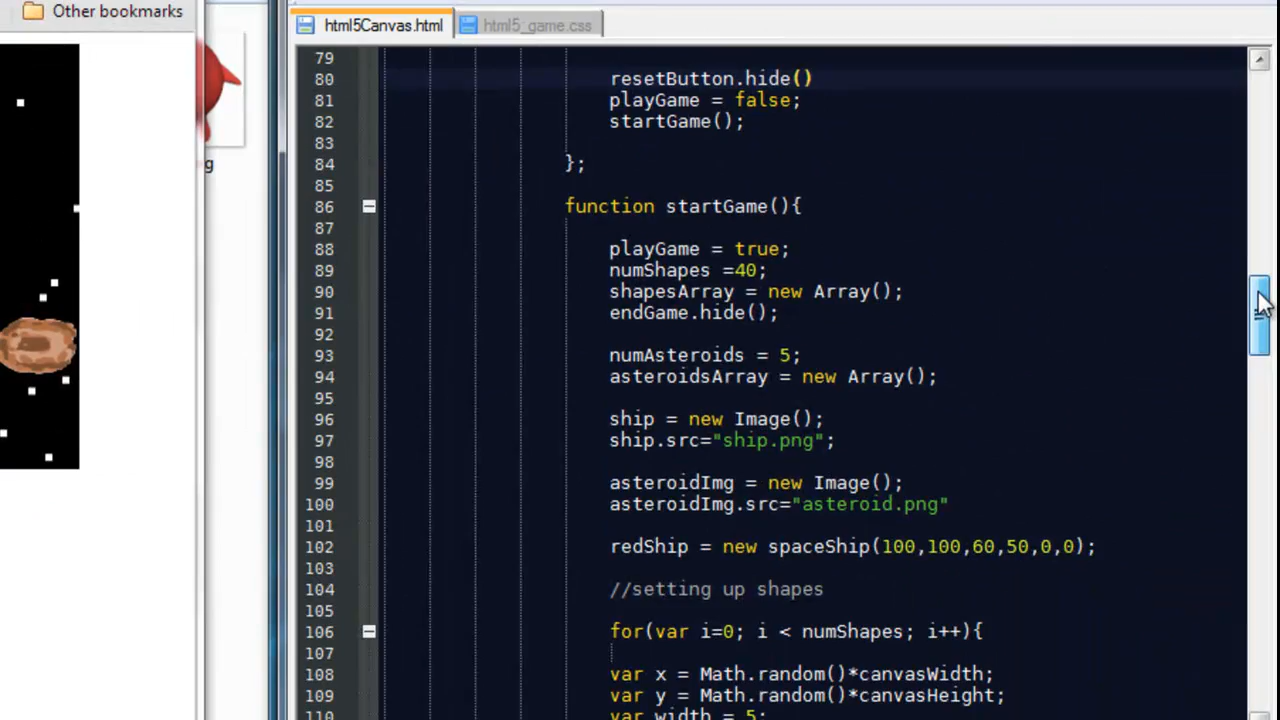 Other bookmarks
g
html5Canvas.html
html5_game.css
79
80 resetButton.hide()
81 playGame = false;
82 startGame();
83
84 };
85
86 function startGame(){
87
88 playGame = true;
89 numShapes =40;
90 shapesArray = new Array();
91 endGame.hide();
92
93 numAsteroids = 5;
94 asteroidsArray = new Array();
95
96 ship = new Image();
97 ship.src="ship.png";
98
99 asteroidImg = new Image();
100 asteroidImg.src="asteroid.png"
101
102 redShip = new spaceShip(100,100,60,50,0,0);
103
104 //setting up shapes
105
106 for(var i=0; i < numShapes; i++){
107
108 var x = Math.random()*canvasWidth;
109 var y = Math.random()*canvasHeight;
110 var width = 5;